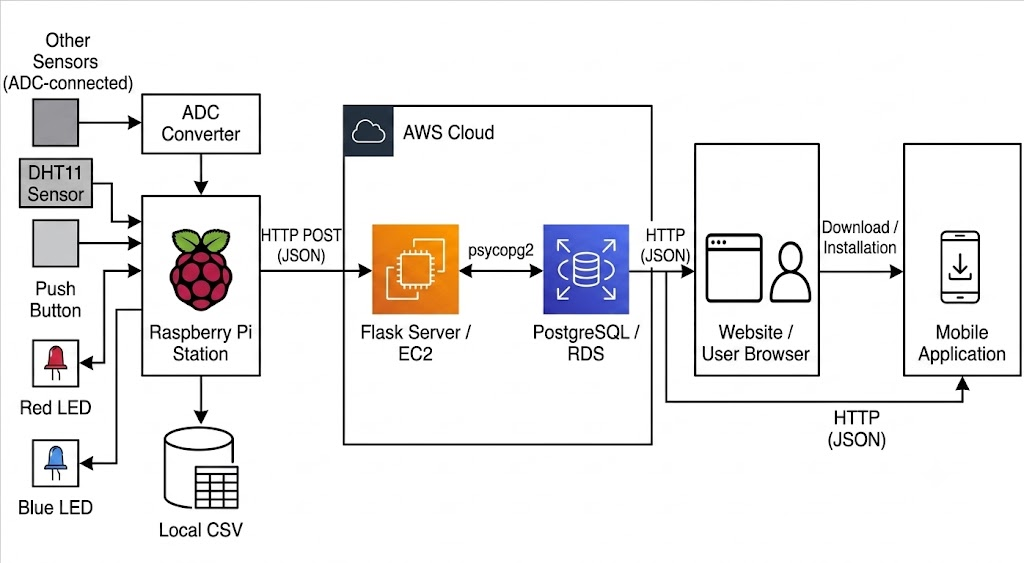 Other
Sensors
(ADC-connected)
ADC
Converter
DHT11
Sensor
Push
Button
Red LED
Blue LED
Raspberry Pi
Station
Local CSV
HTTP POST
(JSON)
AWS Cloud
Flask Server /
EC2
psycopg2
PostgreSQL /
RDS
HTTP
(JSON)
Website /
User Browser
Download /
Installation
Mobile
Application
HTTP
(JSON)